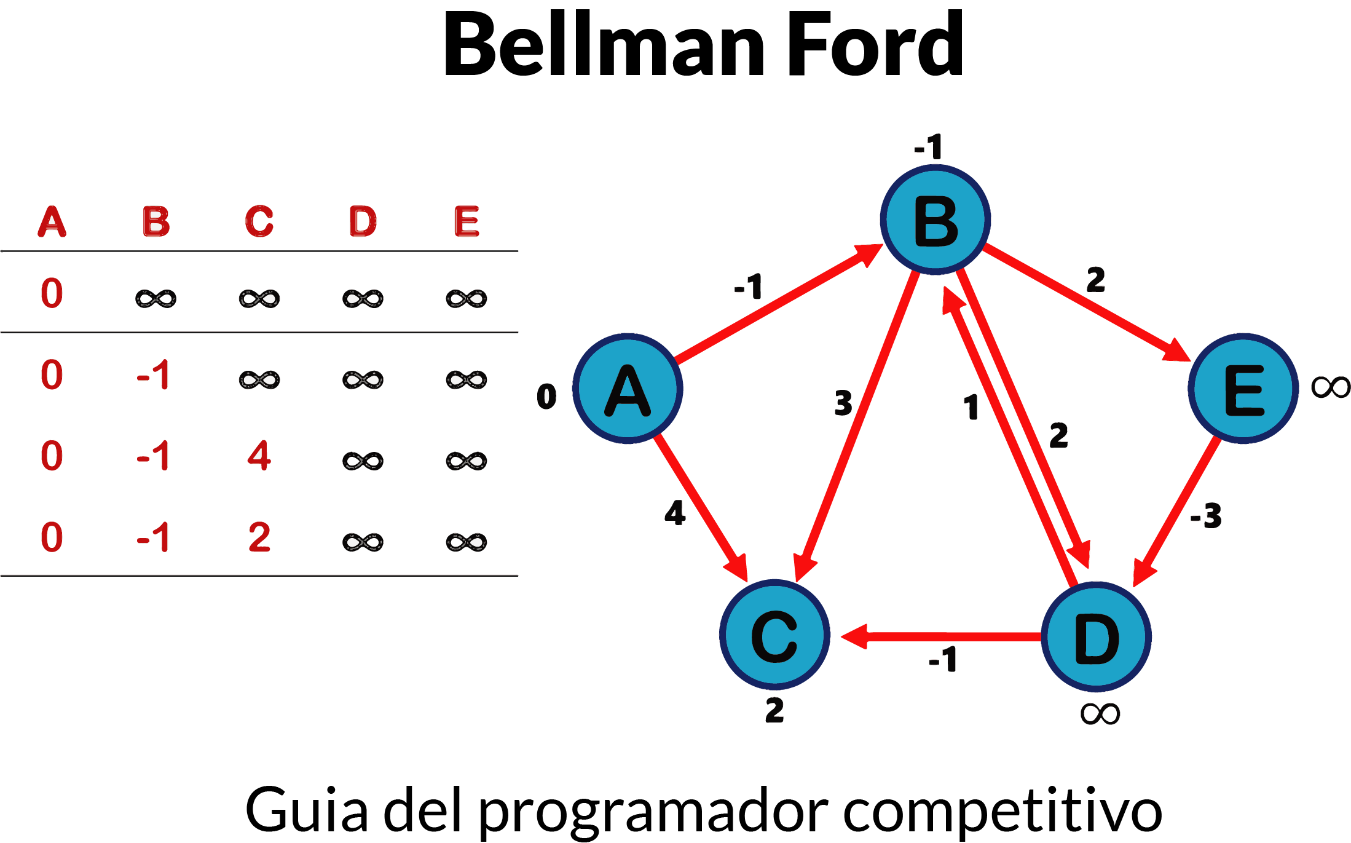 Bellman Ford
A B C D E
0 ∞ ∞ ∞ ∞
0 -1 ∞ ∞ ∞
0 -1 4 ∞ ∞
0 -1 2 ∞ ∞
-1
B
-1
2
0
A
E
∞
3
1
2
4
-3
C
-1
D
2
∞
Guia del programador competitivo